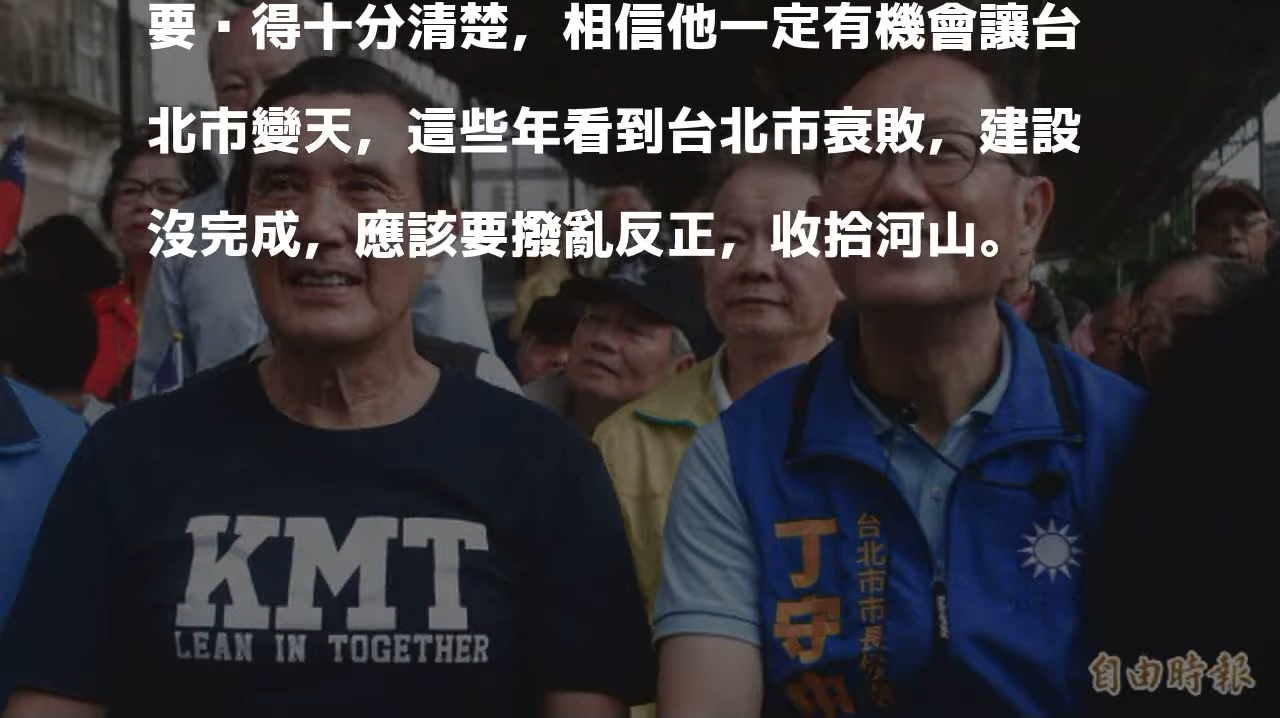 要·得十分清楚，相信他一定有機會讓台
北市變天，這些年看到台北市衰敗，建設
沒完成，應該要撥亂反正，收拾河山。
KMT
LEAN IN TOGETHER
丁守中
台北市市長候
自由時報